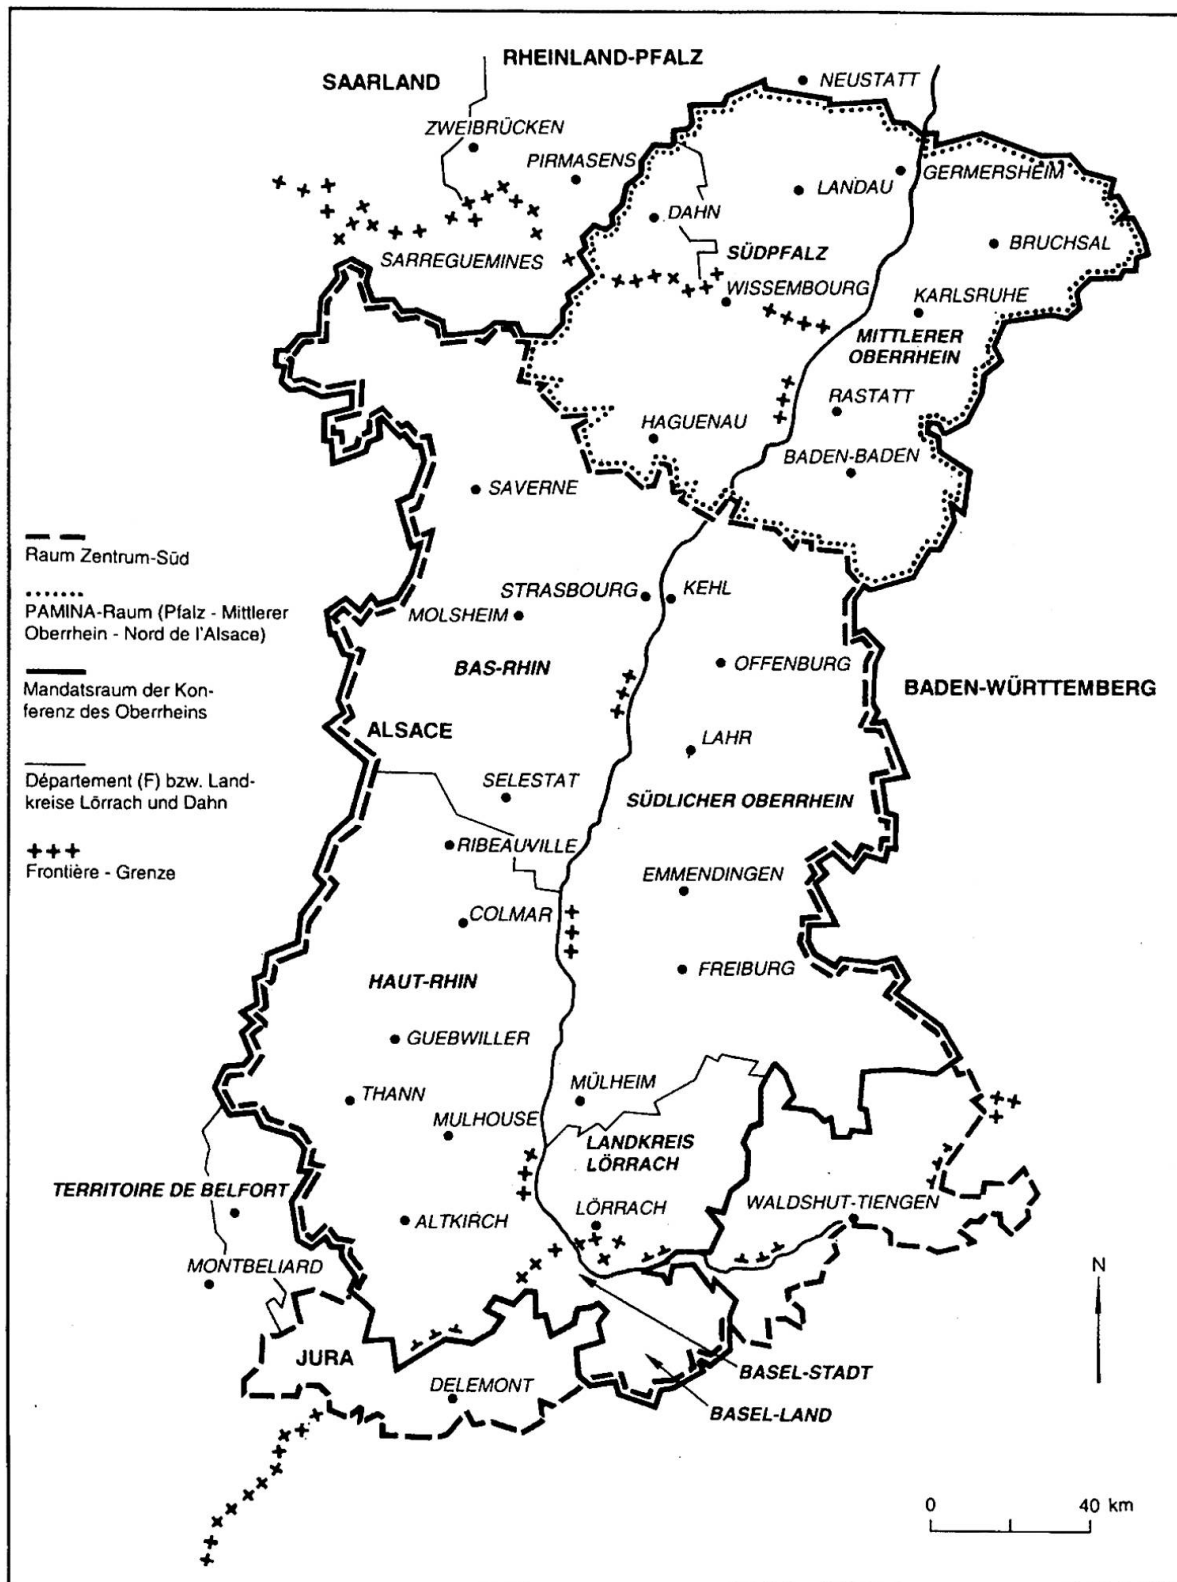 RHEINLAND-PFALZ
SAARLAND
NEUSTATT
ZWEIBRÜCKEN
PIRMASENS
GERMERSHEIM
LANDAU
DAHN
BRUCHSAL
SÜDPFALZ
SARREGUEMINES
WISSEMBOURG
KARLSRUHE
MITTLERER
OBERRHEIN
RASTATT
HAGUENAU
BADEN-BADEN
SAVERNE
Raum Zentrum-Süd
PAMINA-Raum (Pfalz - Mittlerer
Oberrhein - Nord de l'Alsace)
Mandatsraum der Kon-
ferenz des Oberrheins
Département (F) bzw. Land-
kreise Lörrach und Dahn
+++
Frontière - Grenze
STRASBOURG
KEHL
MOLSHEIM
BAS-RHIN
OFFENBURG
BADEN-WÜRTTEMBERG
ALSACE
LAHR
SELESTAT
SÜDLICHER OBERRHEIN
RIBEAUVILLE
EMMENDINGEN
COLMAR
FREIBURG
HAUT-RHIN
GUEBWILLER
THANN
MÜLHEIM
MULHOUSE
LANDKREIS
LÖRRACH
TERRITOIRE DE BELFORT
ALTKIRCH
LÖRRACH
WALDSHUT-TIENGEN
MONTBELIARD
N
JURA
BASEL-STADT
DELEMONT
BASEL-LAND
0 40 km